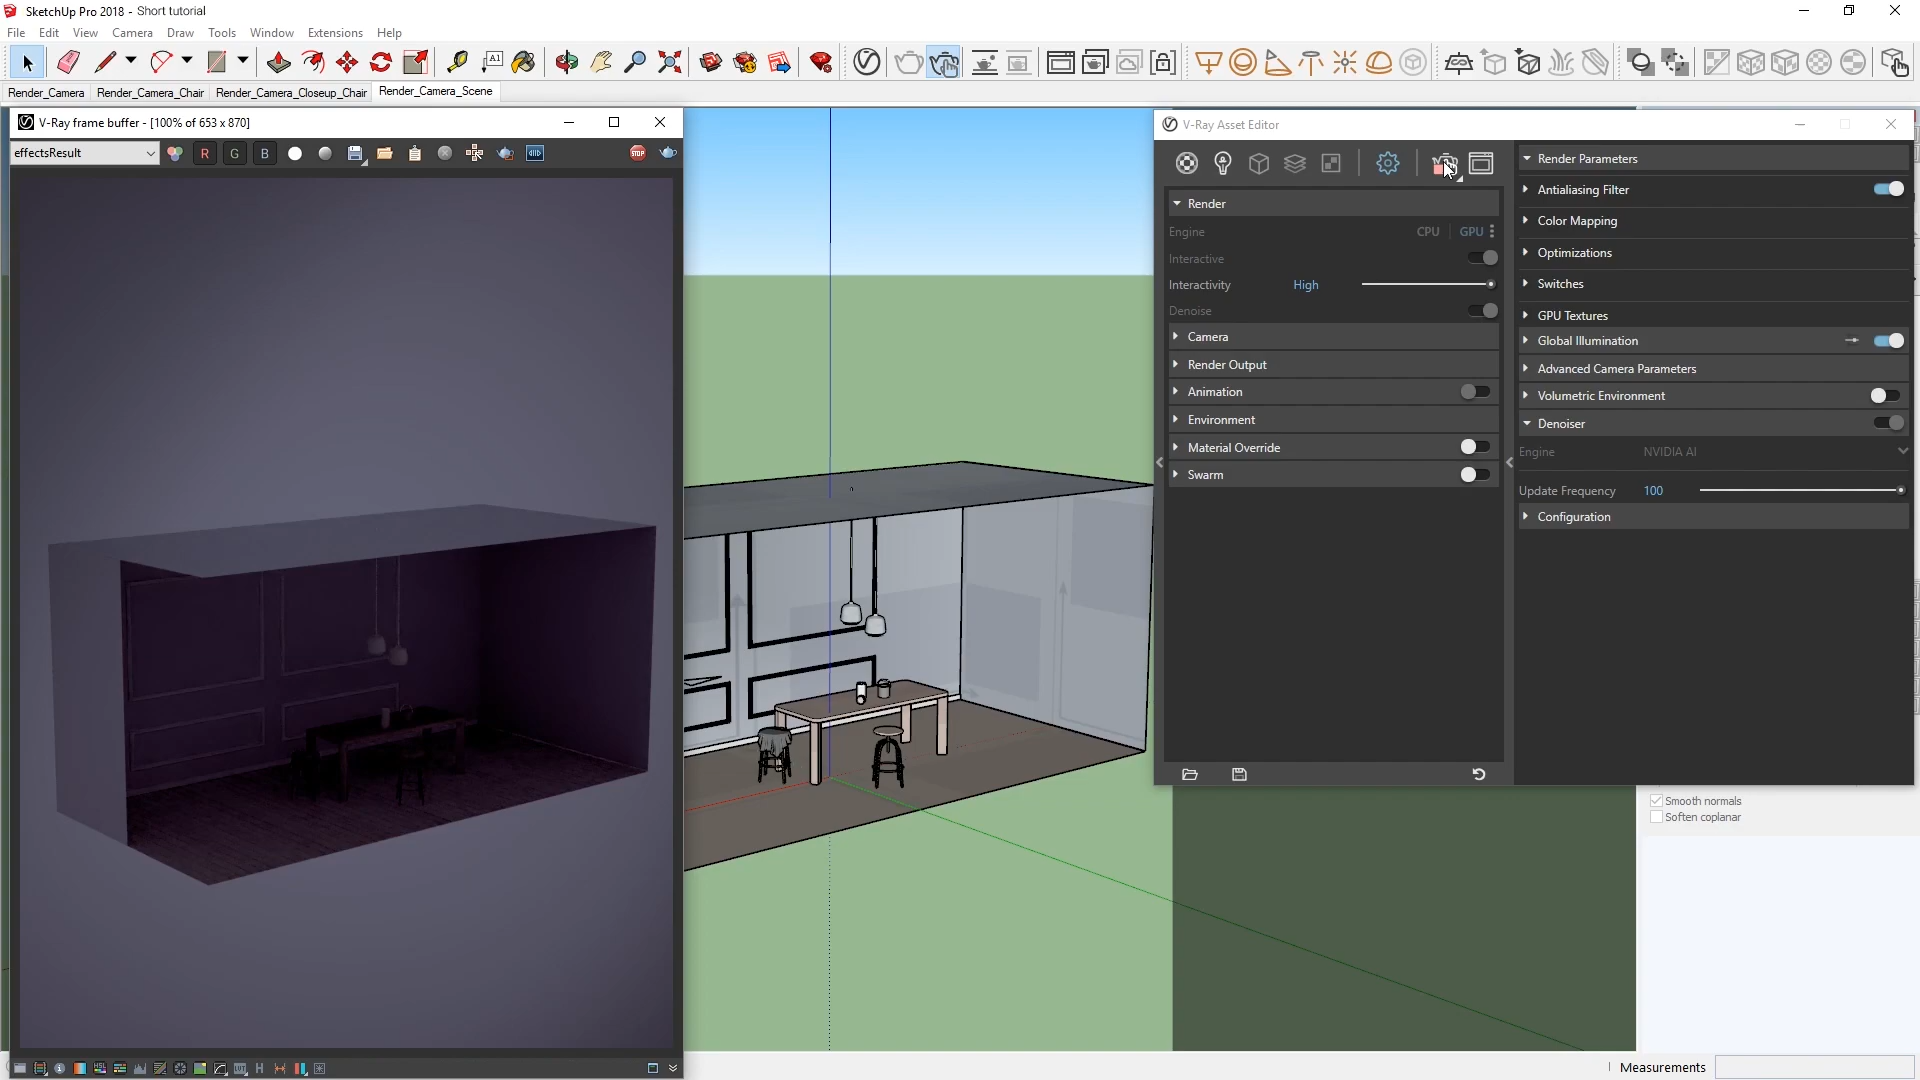 SketchUp Pro 2018 - Short tutorial
File Edit View Camera Draw Tools Window Extensions Help
A1
Render_Camera Render_Camera_Chair Render_Camera_Closeup_Chair Render_Camera_Scene
V-Ray frame buffer - [100% of 653 x 870]
effectsResult
R G B
STOP
H
V-Ray Asset Editor
Render
Engine CPU GPU
Interactive
Interactivity High
Denoise
Camera
Render Output
Animation
Environment
Material Override
Swarm
Render Parameters
Antialiasing Filter
Color Mapping
Optimizations
Switches
GPU Textures
Global Illumination
Advanced Camera Parameters
Volumetric Environment
Denoiser
Engine NVIDIA AI
Update Frequency 100
Configuration
Smooth normals
Soften coplanar
Measurements